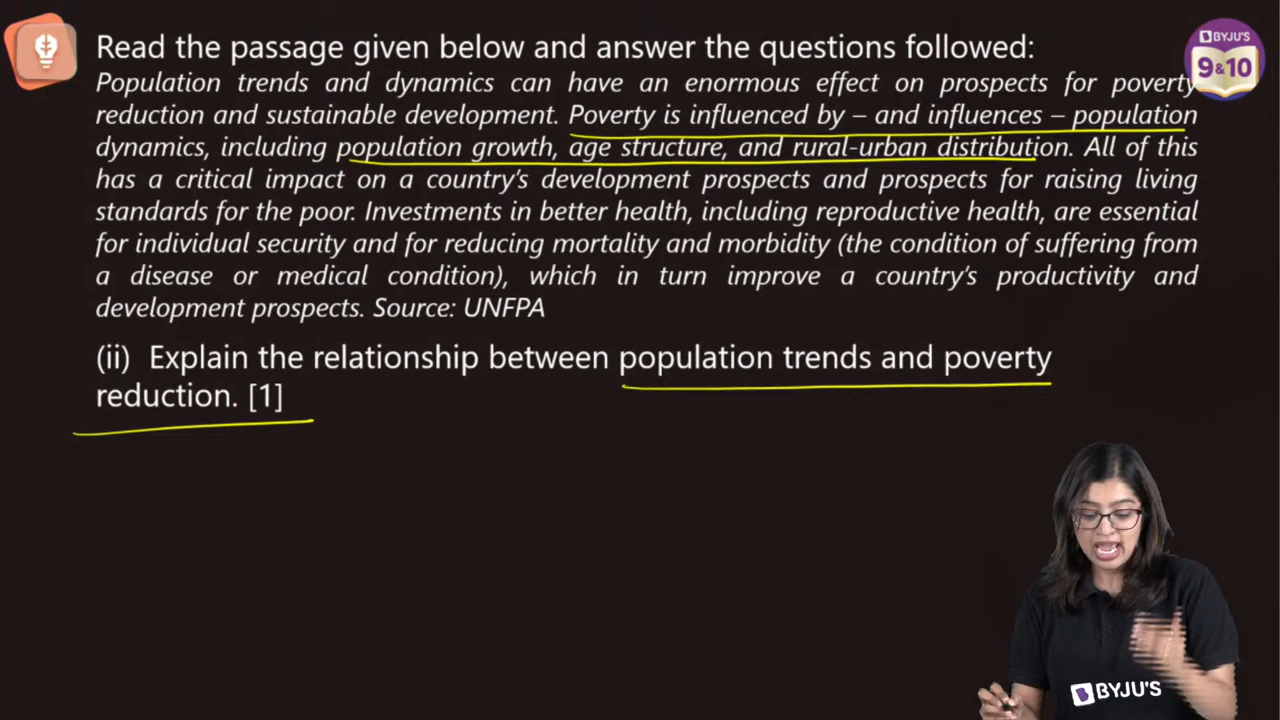 Read the passage given below and answer the questions followed:
BYJU'S
9&10
Population trends and dynamics can have an enormous effect on prospects for poverty
reduction and sustainable development. Poverty is influenced by – and influences – population
dynamics, including population growth, age structure, and rural-urban distribution. All of this
has a critical impact on a country's development prospects and prospects for raising living
standards for the poor. Investments in better health, including reproductive health, are essential
for individual security and for reducing mortality and morbidity (the condition of suffering from
a disease or medical condition), which in turn improve a country's productivity and
development prospects. Source: UNFPA
(ii) Explain the relationship between population trends and poverty
reduction. [1]
BYJU'S